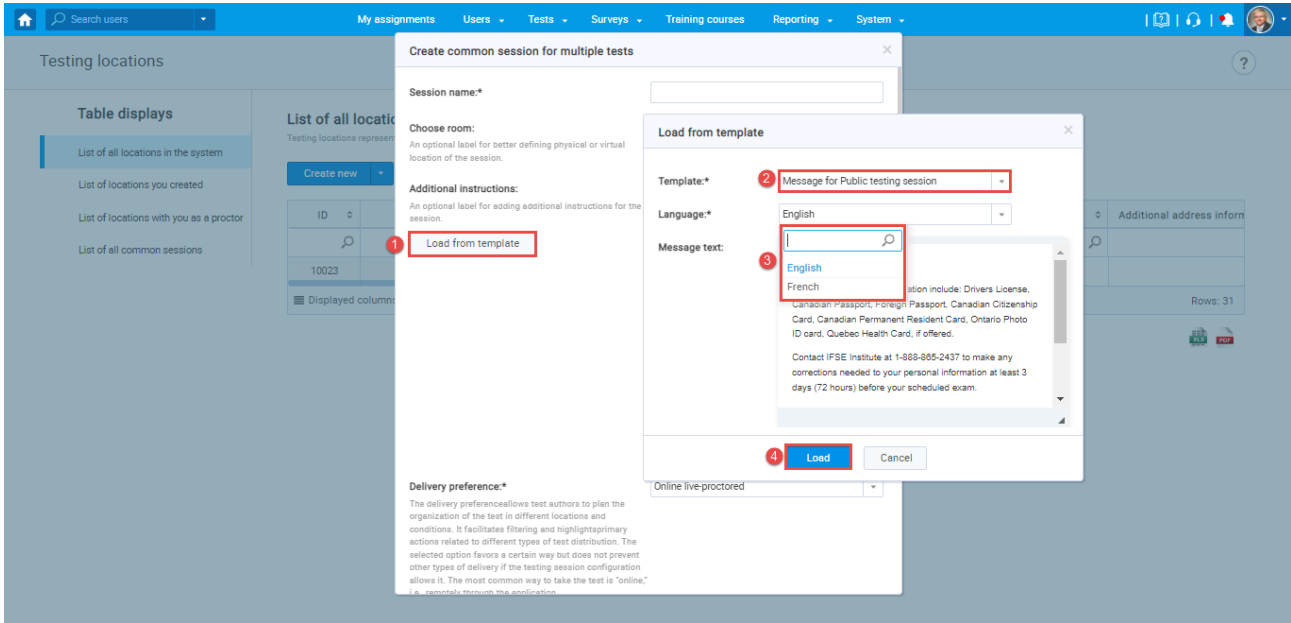 Search users
My assignments Users Tests Surveys Training courses Reporting System
Testing locations
?
Table displays
List of all locations in the system
List of locations you created
List of locations with you as a proctor
List of all common sessions
List of all locatio
Testing locations represen
Create new
ID
Additional address inform
10023
Displayed columns
Rows: 31
XLS PDF
Create common session for multiple tests
Session name:*
Choose room:
An optional label for better defining physical or virtual
location of the session.
Additional instructions:
An optional label for adding additional instructions for the
session.
1 Load from template
Delivery preference:*
Online live-proctored
The delivery preferenceallows test authors to plan the
organization of the test in different locations and
conditions. It facilitates filtering and highlightsprimary
actions related to different types of test distribution. The
selected option favors a certain way but does not prevent
other types of delivery if the testing session configuration
allows it. The most common way to take the test is "online,"
i.e., remotely through the application.
Load from template
Template:* 2 Message for Public testing session
Language:* English
Message text:
3
English
French
ation include: Drivers License,
Canadian Passport, Foreign Passport, Canadian Citizenship
Card, Canadian Permanent Resident Card, Ontario Photo
ID card, Quebec Health Card, if offered.
Contact IFSE Institute at 1-888-865-2437 to make any
corrections needed to your personal information at least 3
days (72 hours) before your scheduled exam.
4 Load Cancel